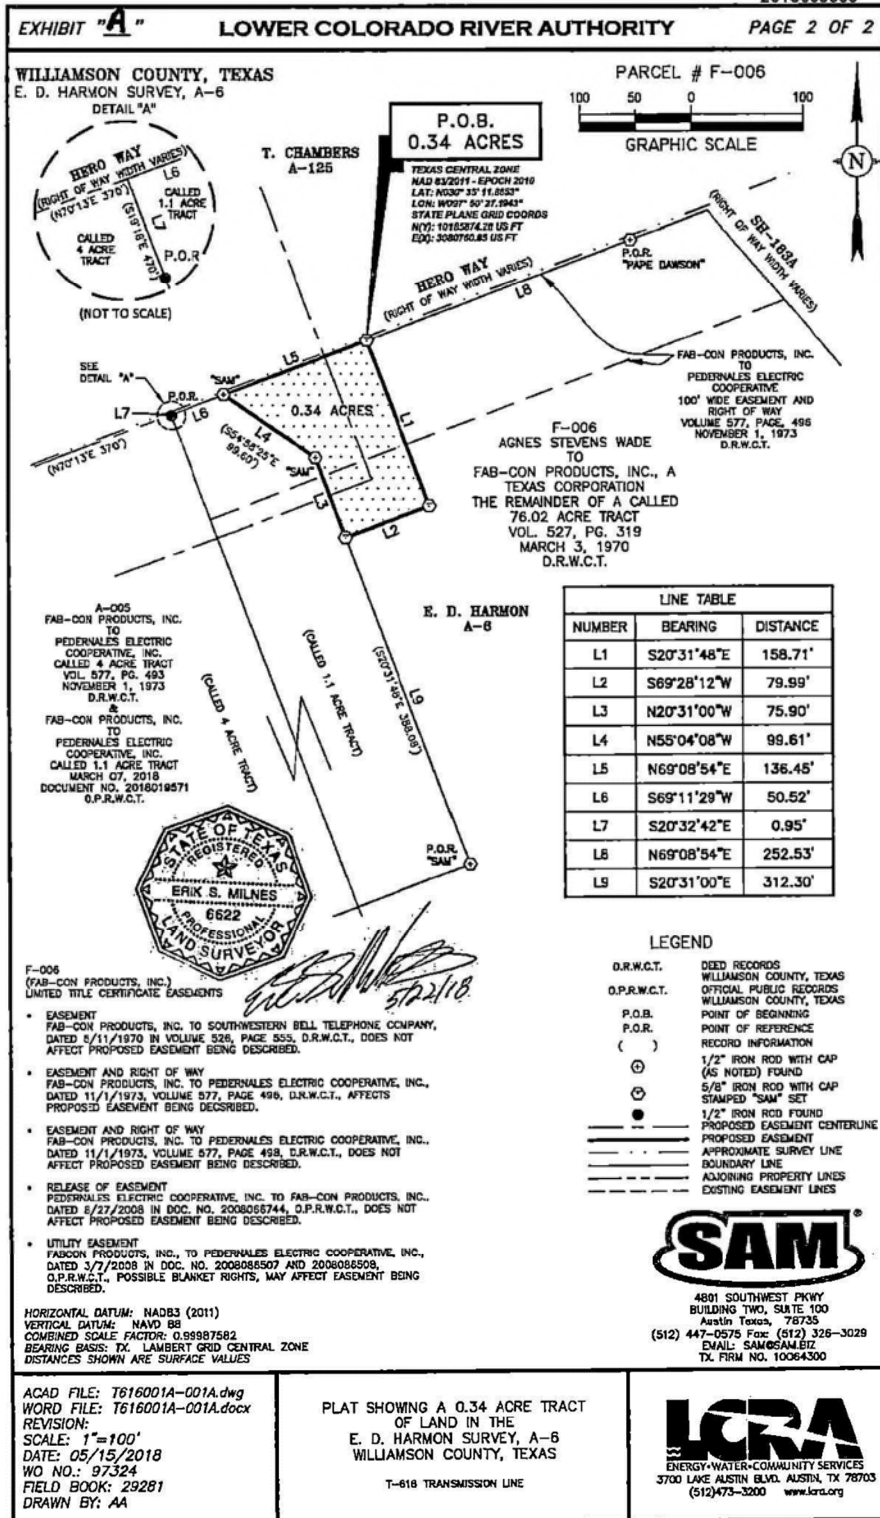 EXHIBIT "A"
LOWER COLORADO RIVER AUTHORITY
PAGE 2 OF 2
WILLIAMSON COUNTY, TEXAS
E. D. HARMON SURVEY, A-6
DETAIL "A"
HERO WAY
(RIGHT OF WAY WIDTH VARIES)
(N70°13'E 370')
L6
CALLED
1.1 ACRE
TRACT
L7
(S19°18'E 470')
CALLED
4 ACRE
TRACT
P.O.R
(NOT TO SCALE)
T. CHAMBERS
A-125
P.O.B.
0.34 ACRES
TEXAS CENTRAL ZONE
NAD 83/2011 - EPOCH 2010
STATE PLANE GRID COORDS
PARCEL # F-006
100 50 0 100
GRAPHIC SCALE
N
HERO WAY
(RIGHT OF WAY WIDTH VARIES)
L8
P.O.R.
"PAPE DAWSON"
SH-183A
(RIGHT OF WAY WIDTH VARIES)
FAB-CON PRODUCTS, INC.
TO
PEDERNALES ELECTRIC
COOPERATIVE
100' WIDE EASEMENT AND
RIGHT OF WAY
VOLUME 577, PAGE, 496
NOVEMBER 1, 1973
D.R.W.C.T.
SEE
DETAIL "A"
P.O.R.
L7
L6
"SAM"
L5
0.34 ACRES
L1
L4
(S54°58'25"E
99.60')
"SAM"
L3
L2
(N70°13'E 370')
F-006
AGNES STEVENS WADE
TO
FAB-CON PRODUCTS, INC., A
TEXAS CORPORATION
THE REMAINDER OF A CALLED
76.02 ACRE TRACT
VOL. 527, PG. 319
MARCH 3, 1970
D.R.W.C.T.
E. D. HARMON
A-6
A-005
FAB-CON PRODUCTS, INC.
TO
PEDERNALES ELECTRIC
COOPERATIVE, INC.
CALLED 4 ACRE TRACT
VOL. 577, PG. 493
NOVEMBER 1, 1973
D.R.W.C.T.
&
FAB-CON PRODUCTS, INC.
TO
PEDERNALES ELECTRIC
COOPERATIVE, INC.
CALLED 1.1 ACRE TRACT
MARCH 07, 2018
DOCUMENT NO. 2018019571
O.P.R.W.C.T.
(CALLED 4 ACRE TRACT)
(CALLED 1.1 ACRE TRACT)
L9
(S20°31'48"E 388.08')
P.O.R.
"SAM"
LINE TABLE
NUMBER BEARING DISTANCE
L1 S20°31'48"E 158.71'
L2 S69°28'12"W 79.99'
L3 N20°31'00"W 75.90'
L4 N55°04'08"W 99.61'
L5 N69°08'54"E 136.45'
L6 S69°11'29"W 50.52'
L7 S20°32'42"E 0.95'
L8 N69°08'54"E 252.53'
L9 S20°31'00"E 312.30'
STATE OF TEXAS
REGISTERED
ERIK S. MILNES
6622
PROFESSIONAL
LAND SURVEYOR
5/22/18
F-006
(FAB-CON PRODUCTS, INC.)
LIMITED TITLE CERTIFICATE EASEMENTS
• EASEMENT
FAB-CON PRODUCTS, INC. TO SOUTHWESTERN BELL TELEPHONE COMPANY,
DATED 8/11/1970 IN VOLUME 526, PAGE 555, D.R.W.C.T., DOES NOT
AFFECT PROPOSED EASEMENT BEING DESCRIBED.
• EASEMENT AND RIGHT OF WAY
FAB-CON PRODUCTS, INC. TO PEDERNALES ELECTRIC COOPERATIVE, INC.,
DATED 11/1/1973, VOLUME 577, PAGE 496, D.R.W.C.T., AFFECTS
PROPOSED EASEMENT BEING DECSRIBED.
• EASEMENT AND RIGHT OF WAY
FAB-CON PRODUCTS, INC. TO PEDERNALES ELECTRIC COOPERATIVE, INC.,
DATED 11/1/1973, VOLUME 577, PAGE 498, D.R.W.C.T., DOES NOT
AFFECT PROPOSED EASEMENT BEING DESCRIBED.
• RELEASE OF EASEMENT
PEDERNALES ELECTRIC COOPERATIVE, INC. TO FAB-CON PRODUCTS, INC.,
DATED 8/27/2008 IN DOC. NO. 2008066744, O.P.R.W.C.T., DOES NOT
AFFECT PROPOSED EASEMENT BEING DESCRIBED.
• UTILITY EASEMENT
FABCON PRODUCTS, INC., TO PEDERNALES ELECTRIC COOPERATIVE, INC.,
DATED 3/7/2008 IN DOC. NO. 2008086507 AND 2008086508,
O.P.R.W.C.T., POSSIBLE BLANKET RIGHTS, MAY AFFECT EASEMENT BEING
DESCRIBED.
HORIZONTAL DATUM: NAD83 (2011)
VERTICAL DATUM: NAVD 88
COMBINED SCALE FACTOR: 0.99987582
BEARING BASIS: TX. LAMBERT GRID CENTRAL ZONE
DISTANCES SHOWN ARE SURFACE VALUES
LEGEND
D.R.W.C.T. DEED RECORDS
WILLIAMSON COUNTY, TEXAS
O.P.R.W.C.T. OFFICIAL PUBLIC RECORDS
WILLIAMSON COUNTY, TEXAS
P.O.B. POINT OF BEGINNING
P.O.R. POINT OF REFERENCE
( ) RECORD INFORMATION
1/2" IRON ROD WITH CAP
(AS NOTED) FOUND
5/8" IRON ROD WITH CAP
STAMPED "SAM" SET
1/2" IRON ROD FOUND
PROPOSED EASEMENT CENTERLINE
PROPOSED EASEMENT
APPROXIMATE SURVEY LINE
BOUNDARY LINE
ADJOINING PROPERTY LINES
EXISTING EASEMENT LINES
SAM®
4801 SOUTHWEST PKWY
BUILDING TWO, SUITE 100
Austin Texas, 78735
(512) 447-0575 Fax: (512) 326-3029
EMAIL: SAM@SAM.BIZ
TX. FIRM NO. 10064300
ACAD FILE: T616001A-001A.dwg
WORD FILE: T616001A-001A.docx
REVISION:
SCALE: 1"=100'
DATE: 05/15/2018
WO NO.: 97324
FIELD BOOK: 29281
DRAWN BY: AA
PLAT SHOWING A 0.34 ACRE TRACT
OF LAND IN THE
E. D. HARMON SURVEY, A-6
WILLIAMSON COUNTY, TEXAS
T-616 TRANSMISSION LINE
LCRA
ENERGY•WATER•COMMUNITY SERVICES
3700 LAKE AUSTIN BLVD. AUSTIN, TX 78703
(512)473-3200 www.lcra.org